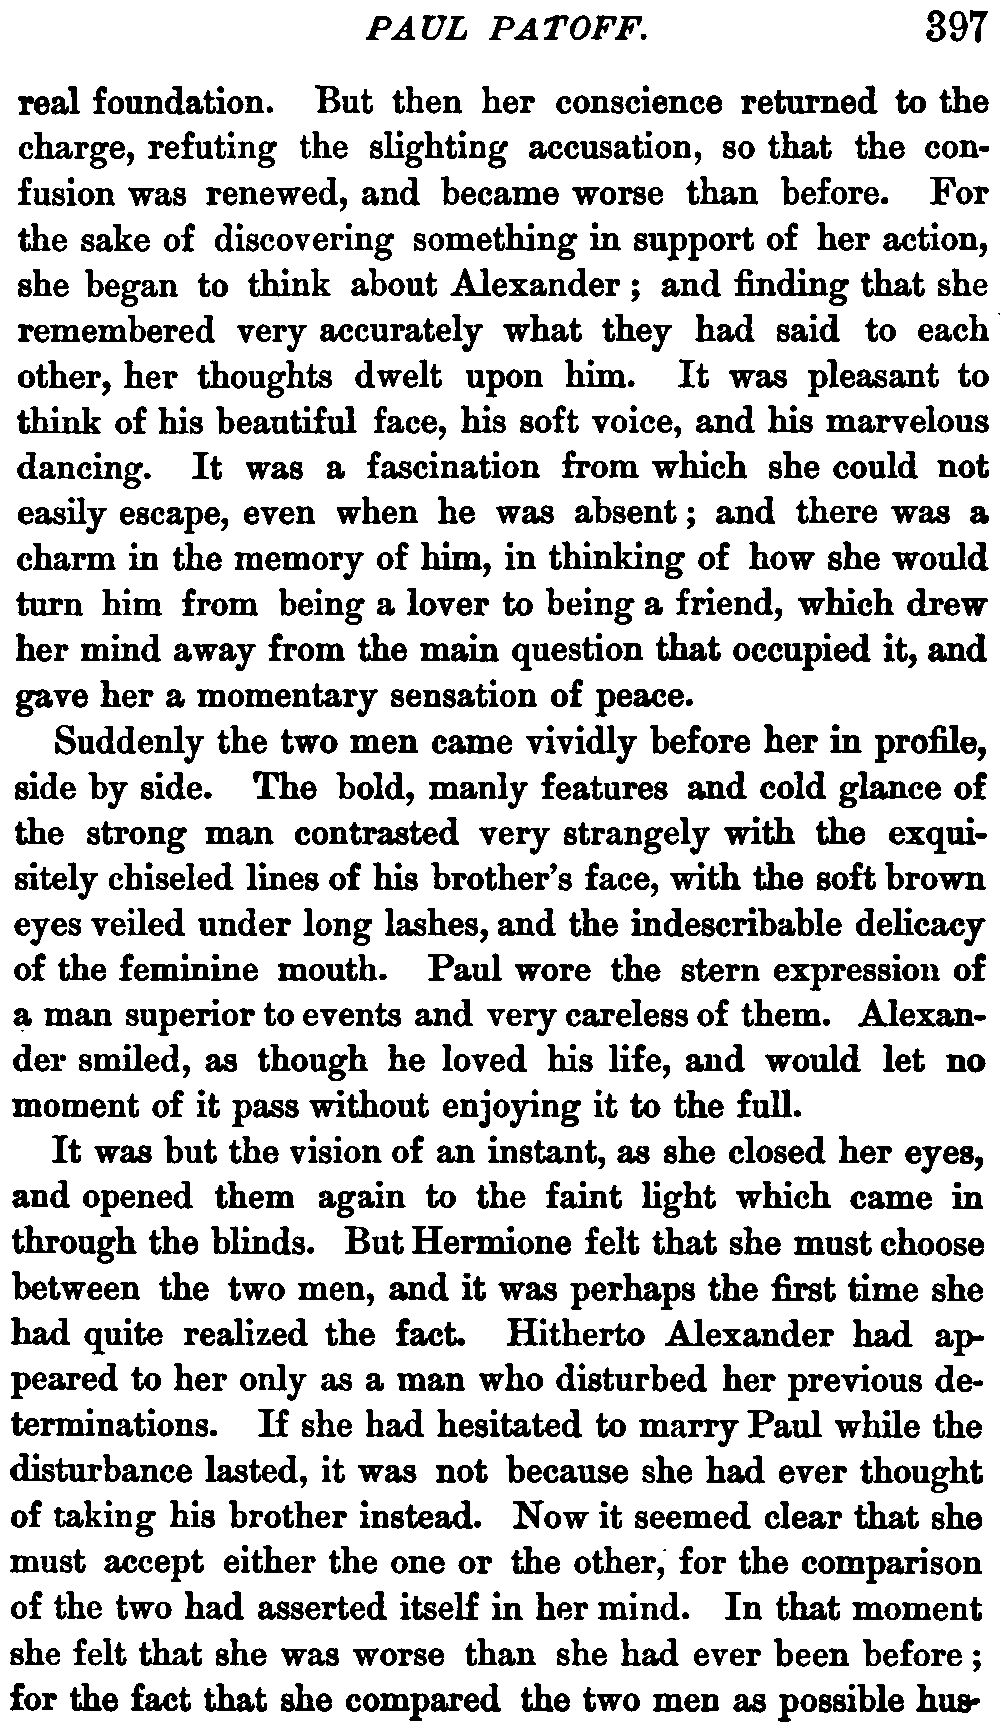 PAUL PATOFF. 397
real foundation. But then her conscience returned to the
charge, refuting the slighting accusation, so that the con-
fusion was renewed, and became worse than before. For
the sake of discovering something in support of her action,
she began to think about Alexander ; and finding that she
remembered very accurately what they had said to each
other, her thoughts dwelt upon him. It was pleasant to
think of his beautiful face, his soft voice, and his marvelous
dancing. It was a fascination from which she could not
easily escape, even when he was absent ; and there was a
charm in the memory of him, in thinking of how she would
turn him from being a lover to being a friend, which drew
her mind away from the main question that occupied it, and
gave her a momentary sensation of peace.
Suddenly the two men came vividly before her in profile,
side by side. The bold, manly features and cold glance of
the strong man contrasted very strangely with the exqui-
sitely chiseled lines of his brother's face, with the soft brown
eyes veiled under long lashes, and the indescribable delicacy
of the feminine mouth. Paul wore the stern expression of
a man superior to events and very careless of them. Alexan-
der smiled, as though he loved his life, and would let no
moment of it pass without enjoying it to the full.
It was but the vision of an instant, as she closed her eyes,
and opened them again to the faint light which came in
through the blinds. But Hermione felt that she must choose
between the two men, and it was perhaps the first time she
had quite realized the fact. Hitherto Alexander had ap-
peared to her only as a man who disturbed her previous de-
terminations. If she had hesitated to marry Paul while the
disturbance lasted, it was not because she had ever thought
of taking his brother instead. Now it seemed clear that she
must accept either the one or the other, for the comparison
of the two had asserted itself in her mind. In that moment
she felt that she was worse than she had ever been before ;
for the fact that she compared the two men as possible hus-